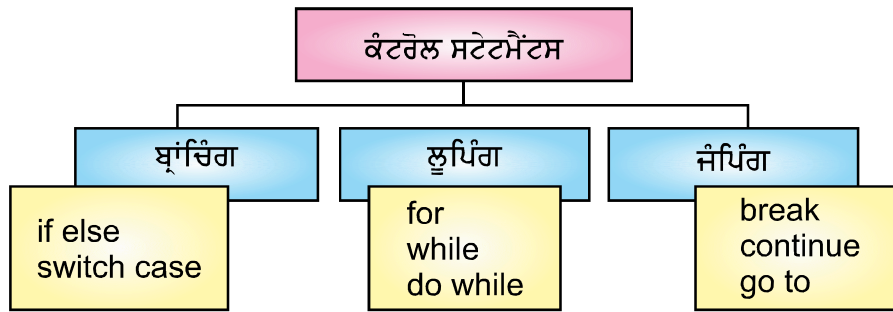 ਕੰਟਰੋਲ ਸਟੇਟਮੈਂਟਸ
ਬ੍ਰਾਂਚਿੰਗ
if else
switch case
ਲੂਪਿੰਗ
for
while
do while
ਜੰਪਿੰਗ
break
continue
go to